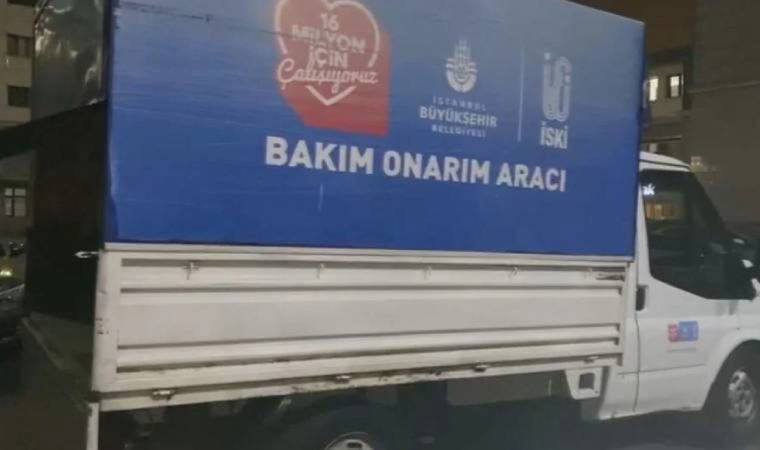 16
MİLYON
İÇİN
Çalışıyoruz
İSTANBUL
BÜYÜKŞEHİR
BELEDİYESİ
İSKİ
BAKIM ONARIM ARACI